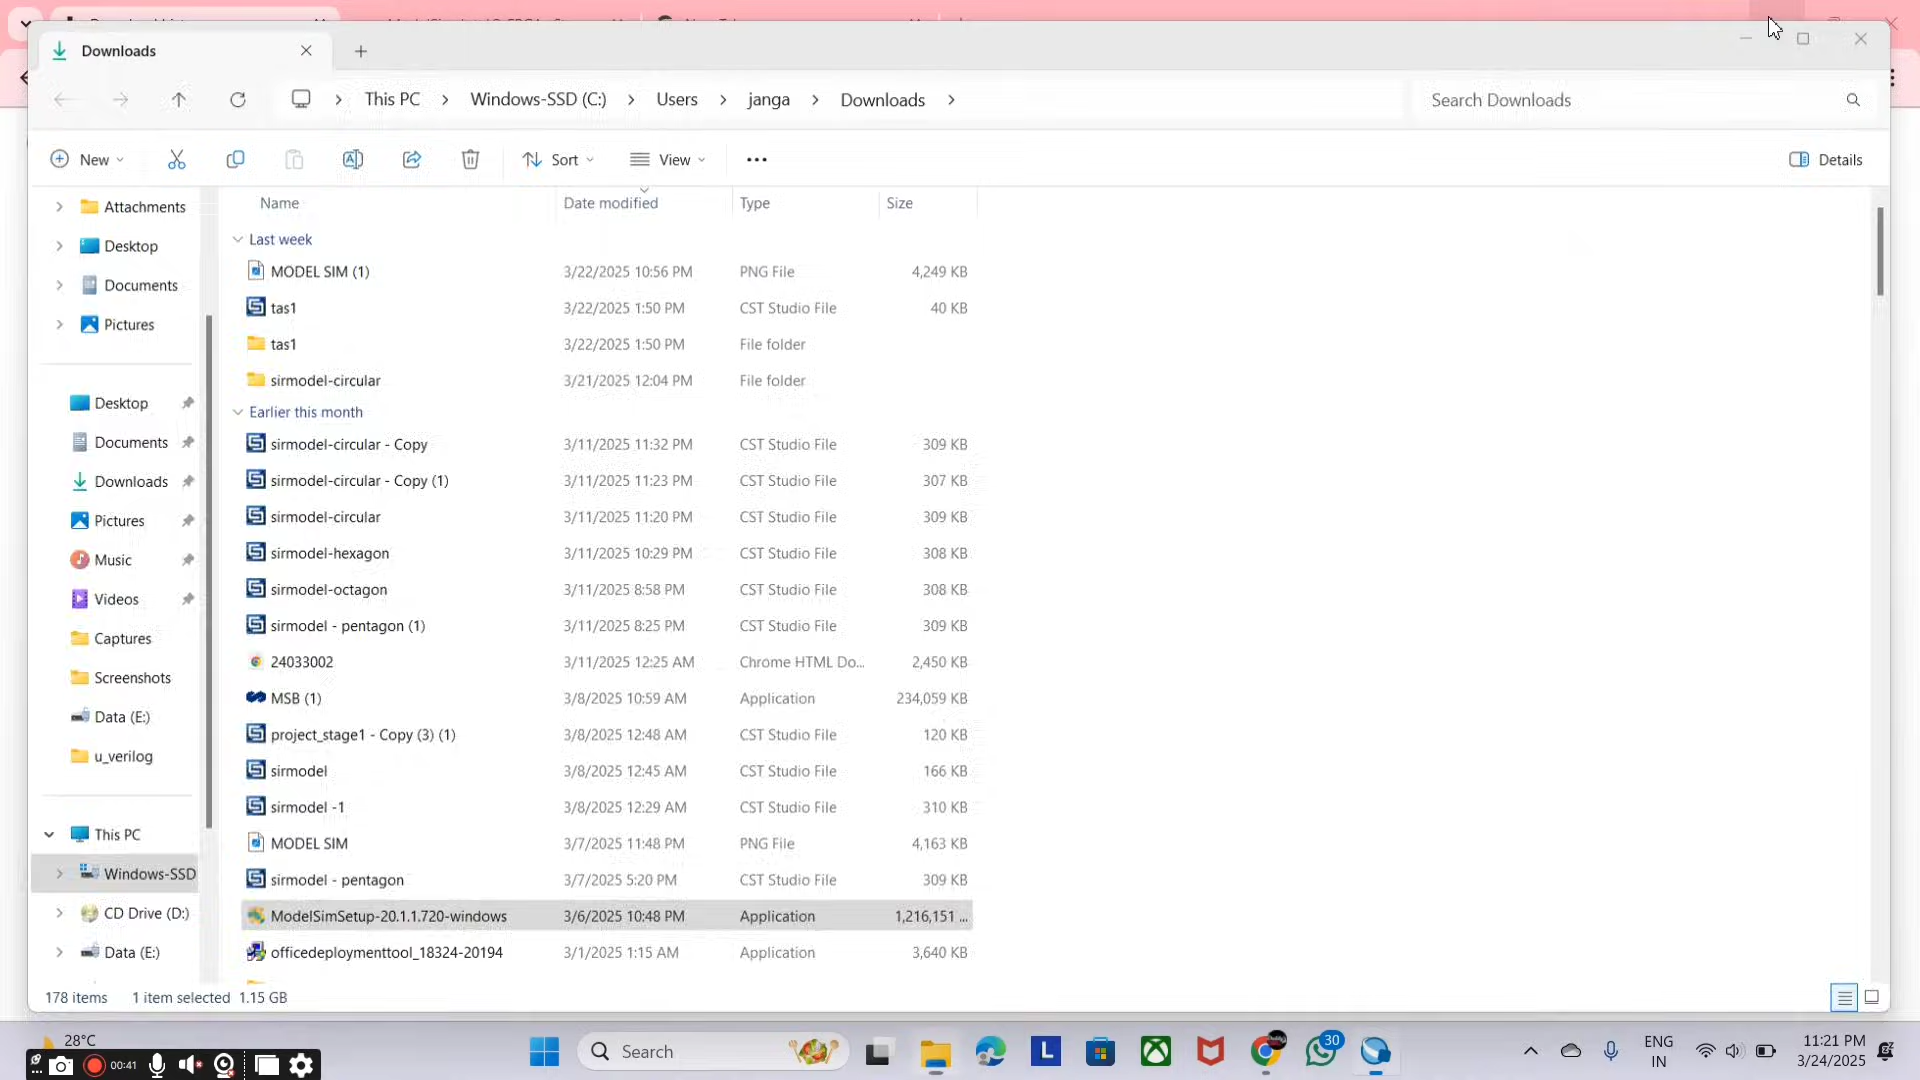 Downloads
This PC
Windows-SSD (C:)
Users
janga
Downloads
Search Downloads
New
Sort
View
Details
Attachments
Desktop
Documents
Pictures
Desktop
Documents
Downloads
Pictures
Music
Videos
Captures
Screenshots
Data (E:)
u_verilog
This PC
Windows-SSD
CD Drive (D:)
Data (E:)
Name Date modified Type Size
Last week
MODEL SIM (1) 3/22/2025 10:56 PM PNG File 4,249 KB
tas1 3/22/2025 1:50 PM CST Studio File 40 KB
tas1 3/22/2025 1:50 PM File folder
sirmodel-circular 3/21/2025 12:04 PM File folder
Earlier this month
sirmodel-circular - Copy 3/11/2025 11:32 PM CST Studio File 309 KB
sirmodel-circular - Copy (1) 3/11/2025 11:23 PM CST Studio File 307 KB
sirmodel-circular 3/11/2025 11:20 PM CST Studio File 309 KB
sirmodel-hexagon 3/11/2025 10:29 PM CST Studio File 308 KB
sirmodel-octagon 3/11/2025 8:58 PM CST Studio File 308 KB
sirmodel - pentagon (1) 3/11/2025 8:25 PM CST Studio File 309 KB
24033002 3/11/2025 12:25 AM Chrome HTML Do... 2,450 KB
MSB (1) 3/8/2025 10:59 AM Application 234,059 KB
project_stage1 - Copy (3) (1) 3/8/2025 12:48 AM CST Studio File 120 KB
sirmodel 3/8/2025 12:45 AM CST Studio File 166 KB
sirmodel -1 3/8/2025 12:29 AM CST Studio File 310 KB
MODEL SIM 3/7/2025 11:48 PM PNG File 4,163 KB
sirmodel - pentagon 3/7/2025 5:20 PM CST Studio File 309 KB
ModelSimSetup-20.1.1.720-windows 3/6/2025 10:48 PM Application 1,216,151 ...
officedeploymenttool_18324-20194 3/1/2025 1:15 AM Application 3,640 KB
178 items 1 item selected 1.15 GB
28°C
00:41
Search
30
ENG
IN
11:21 PM
3/24/2025